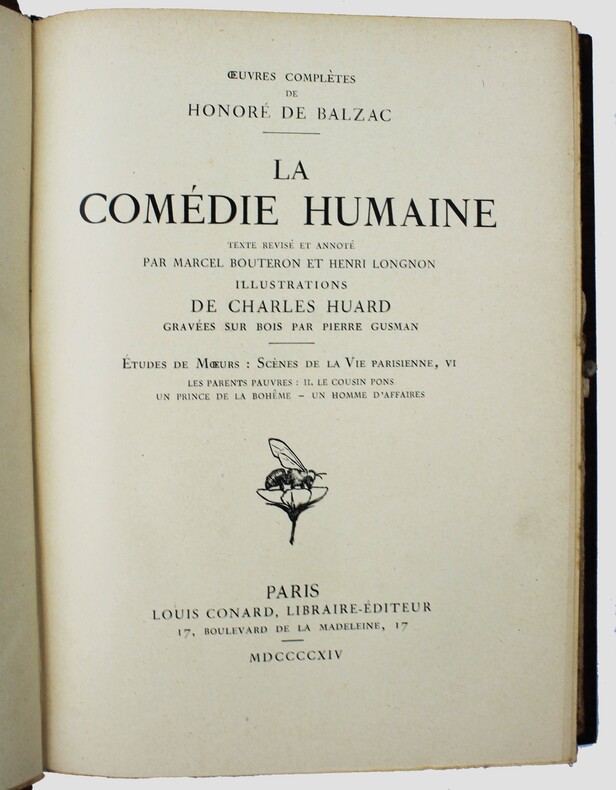 ŒUVRES COMPLÈTES
DE
HONORÉ DE BALZAC
LA
COMÉDIE HUMAINE
TEXTE REVISÉ ET ANNOTÉ
PAR MARCEL BOUTERON ET HENRI LONGNON
ILLUSTRATIONS
DE CHARLES HUARD
GRAVÉES SUR BOIS PAR PIERRE GUSMAN
ÉTUDES DE MŒURS : SCÈNES DE LA VIE PARISIENNE, VI
LES PARENTS PAUVRES : II. LE COUSIN PONS
UN PRINCE DE LA BOHÊME – UN HOMME D'AFFAIRES
PARIS
LOUIS CONARD, LIBRAIRE-ÉDITEUR
17, BOULEVARD DE LA MADELEINE, 17
MDCCCCXIV